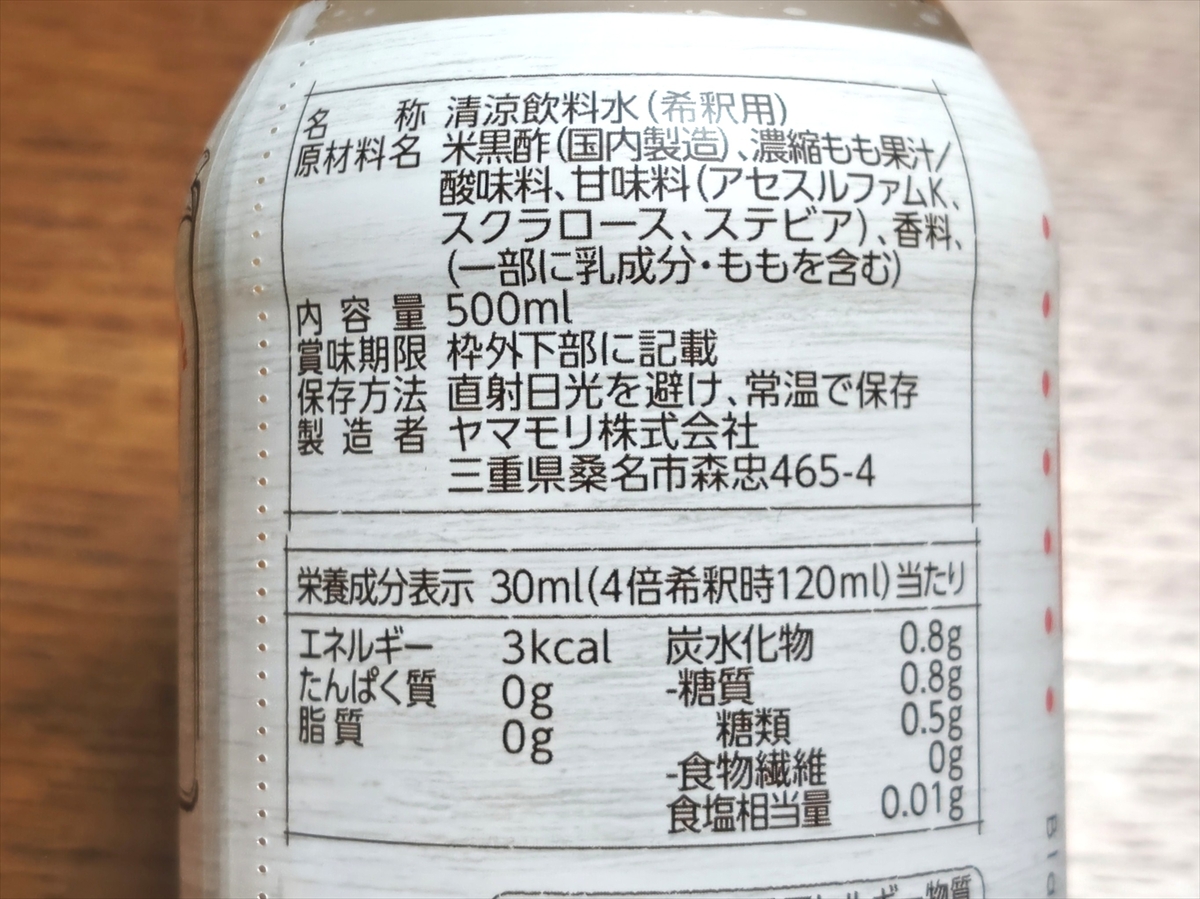 名称 清涼飲料水(希釈用)
原材料名 米黒酢(国内製造)、濃縮もも果汁/
酸味料、甘味料(アセスルファムK、
スクラロース、ステビア)、香料、
(一部に乳成分・ももを含む)
内容量 500ml
賞味期限 枠外下部に記載
保存方法 直射日光を避け、常温で保存
製造者 ヤマモリ株式会社
三重県桑名市森忠465-4
栄養成分表示 30ml(4倍希釈時120ml)当たり
エネルギー 3kcal 炭水化物 0.8g
たんぱく質 0g -糖質 0.8g
脂質 0g 糖類 0.5g
-食物繊維 0g
食塩相当量 0.01g
アレルギー物質